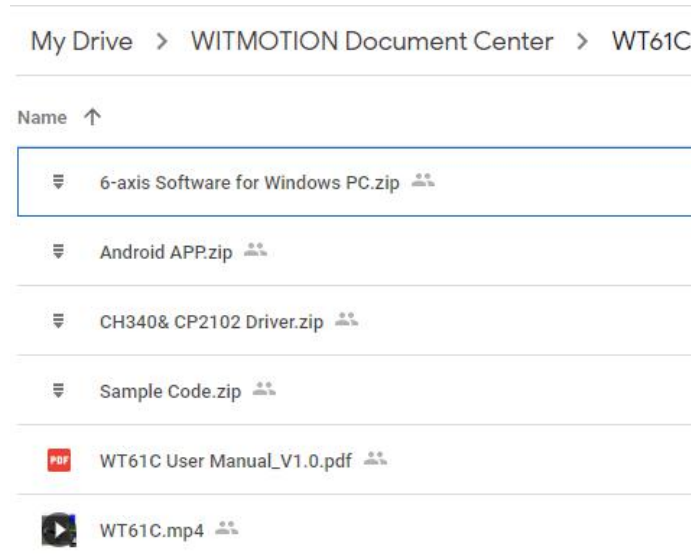 My Drive > WITMOTION Document Center > WT61C
Name ↑
6-axis Software for Windows PC.zip
Android APP.zip
CH340& CP2102 Driver.zip
Sample Code.zip
PDF WT61C User Manual_V1.0.pdf
WT61C.mp4